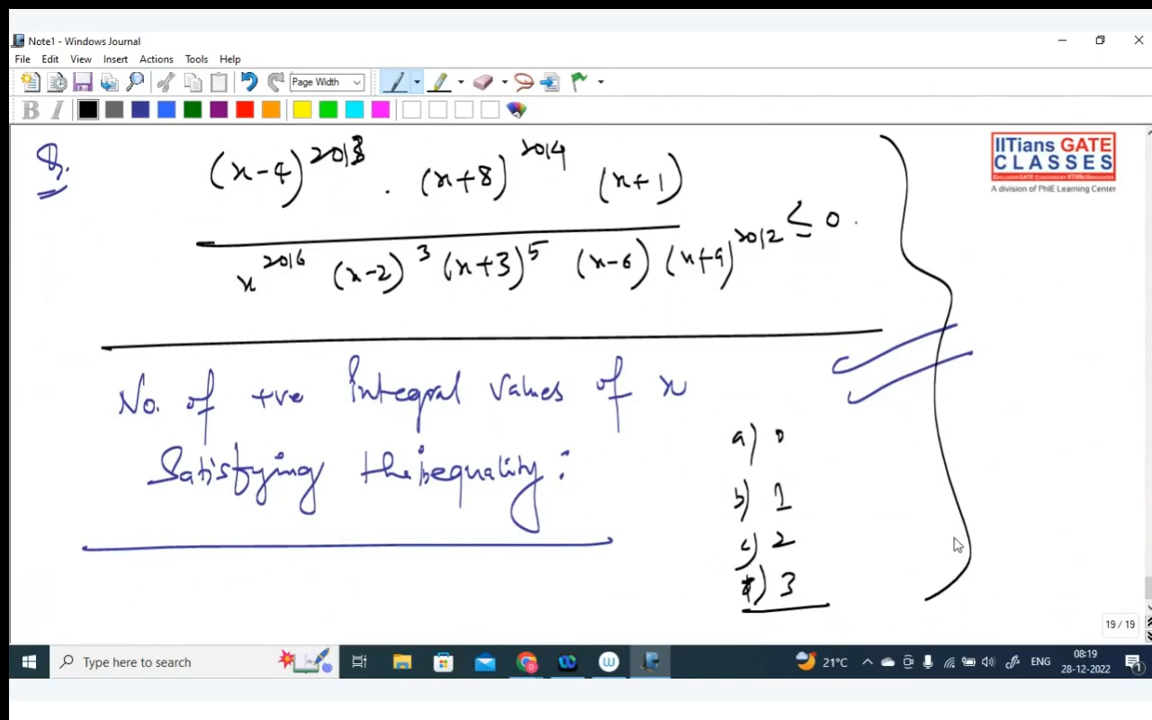 Note1 - Windows Journal
File Edit View Insert Actions Tools Help
Page Width
B I
Q.
(x-4)^2013 . (x+8)^2014 (x+1)
x^2016 (x-2)^3 (x+3)^5 (x-6) (x+9)^2012 ≤ 0.
IITians GATE
CLASSES
A division of PhIE Learning Center
No. of +ve Integral values of x
Satisfying the inequality :
a) 0
b) 1
c) 2
d) 3
19 / 19
Type here to search
21°C
ENG
08:19
28-12-2022
1